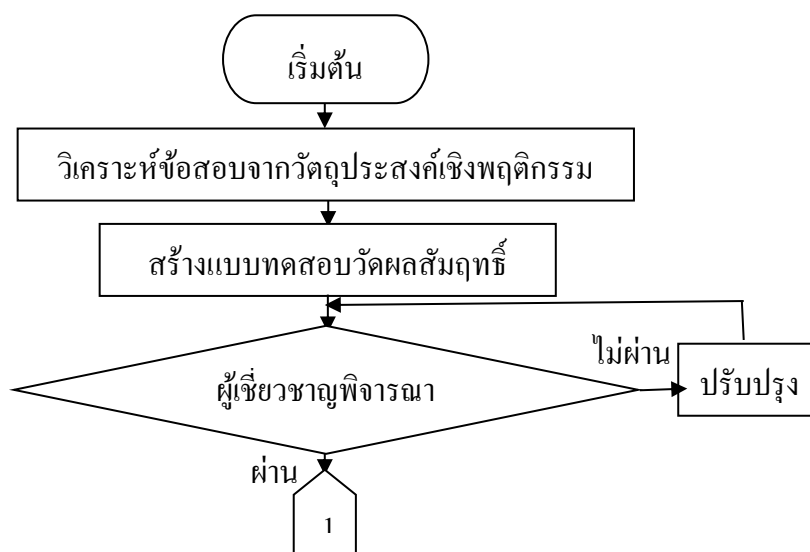 เริ่มต้น
วิเคราะห์ข้อสอบจากวัตถุประสงค์เชิงพฤติกรรม
สร้างแบบทดสอบวัดผลสัมฤทธิ์
ไม่ผ่าน
ผู้เชี่ยวชาญพิจารณา
ปรับปรุง
ผ่าน
1